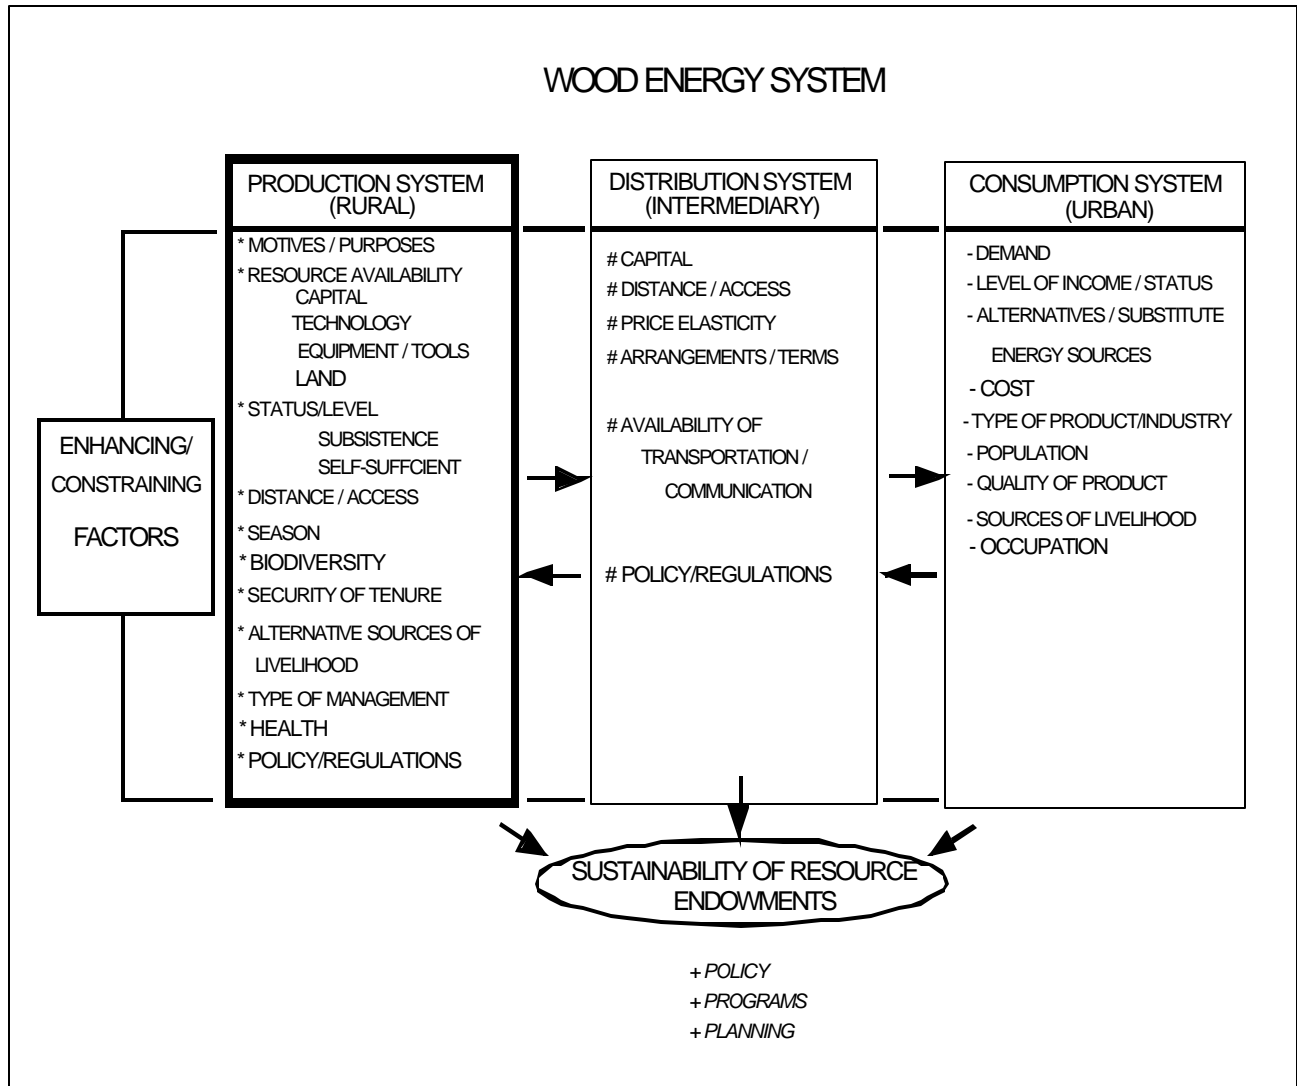 WOOD ENERGY SYSTEM
ENHANCING/
CONSTRAINING
FACTORS
PRODUCTION SYSTEM
(RURAL)
* MOTIVES / PURPOSES
* RESOURCE AVAILABILITY
CAPITAL
TECHNOLOGY
EQUIPMENT / TOOLS
LAND
* STATUS/LEVEL
SUBSISTENCE
SELF-SUFFCIENT
* DISTANCE / ACCESS
* SEASON
* BIODIVERSITY
* SECURITY OF TENURE
* ALTERNATIVE SOURCES OF
LIVELIHOOD
* TYPE OF MANAGEMENT
* HEALTH
* POLICY/REGULATIONS
DISTRIBUTION SYSTEM
(INTERMEDIARY)
# CAPITAL
# DISTANCE / ACCESS
# PRICE ELASTICITY
# ARRANGEMENTS / TERMS
# AVAILABILITY OF
TRANSPORTATION /
COMMUNICATION
# POLICY/REGULATIONS
CONSUMPTION SYSTEM
(URBAN)
- DEMAND
- LEVEL OF INCOME / STATUS
- ALTERNATIVES / SUBSTITUTE
ENERGY SOURCES
- COST
- TYPE OF PRODUCT/INDUSTRY
- POPULATION
- QUALITY OF PRODUCT
- SOURCES OF LIVELIHOOD
- OCCUPATION
SUSTAINABILITY OF RESOURCE
ENDOWMENTS
+ POLICY
+ PROGRAMS
+ PLANNING